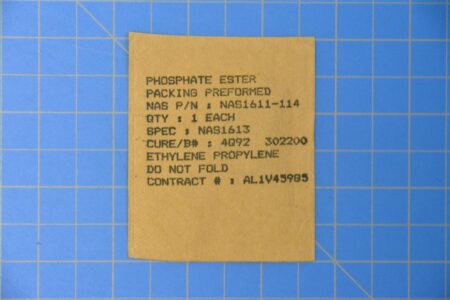 PHOSPHATE ESTER
PACKING PREFORMED
NAS P/N : NAS1611-114
QTY : 1 EACH
SPEC : NAS1613
CURE/B# : 4Q92 302200
ETHYLENE PROPYLENE
DO NOT FOLD
CONTRACT # : AL1V45985